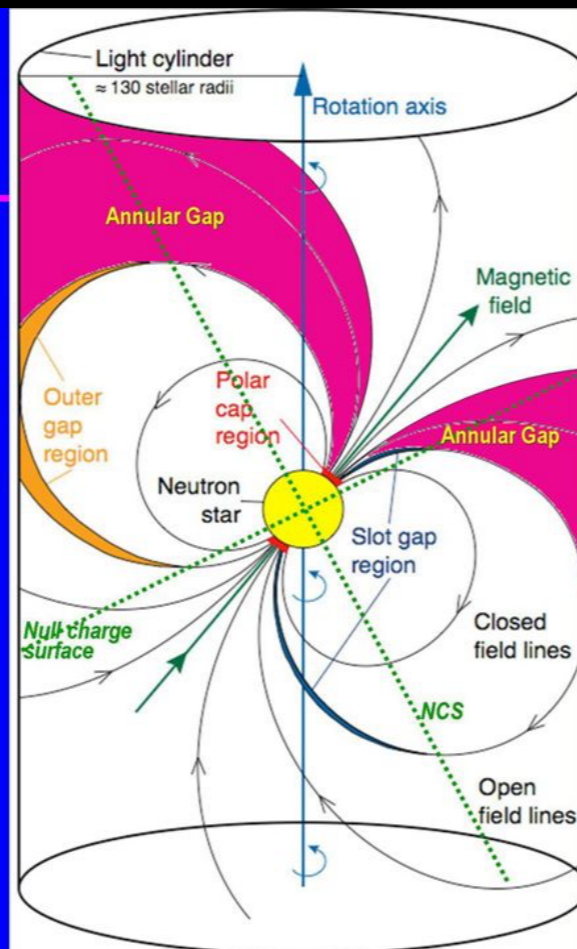 Light cylinder
≈ 130 stellar radii
Rotation axis
Annular Gap
Magnetic
field
Polar
cap
region
Outer
gap
region
Annular Gap
Neutron
star
Slot gap
region
Null charge
surface
Closed
field lines
NCS
Open
field lines